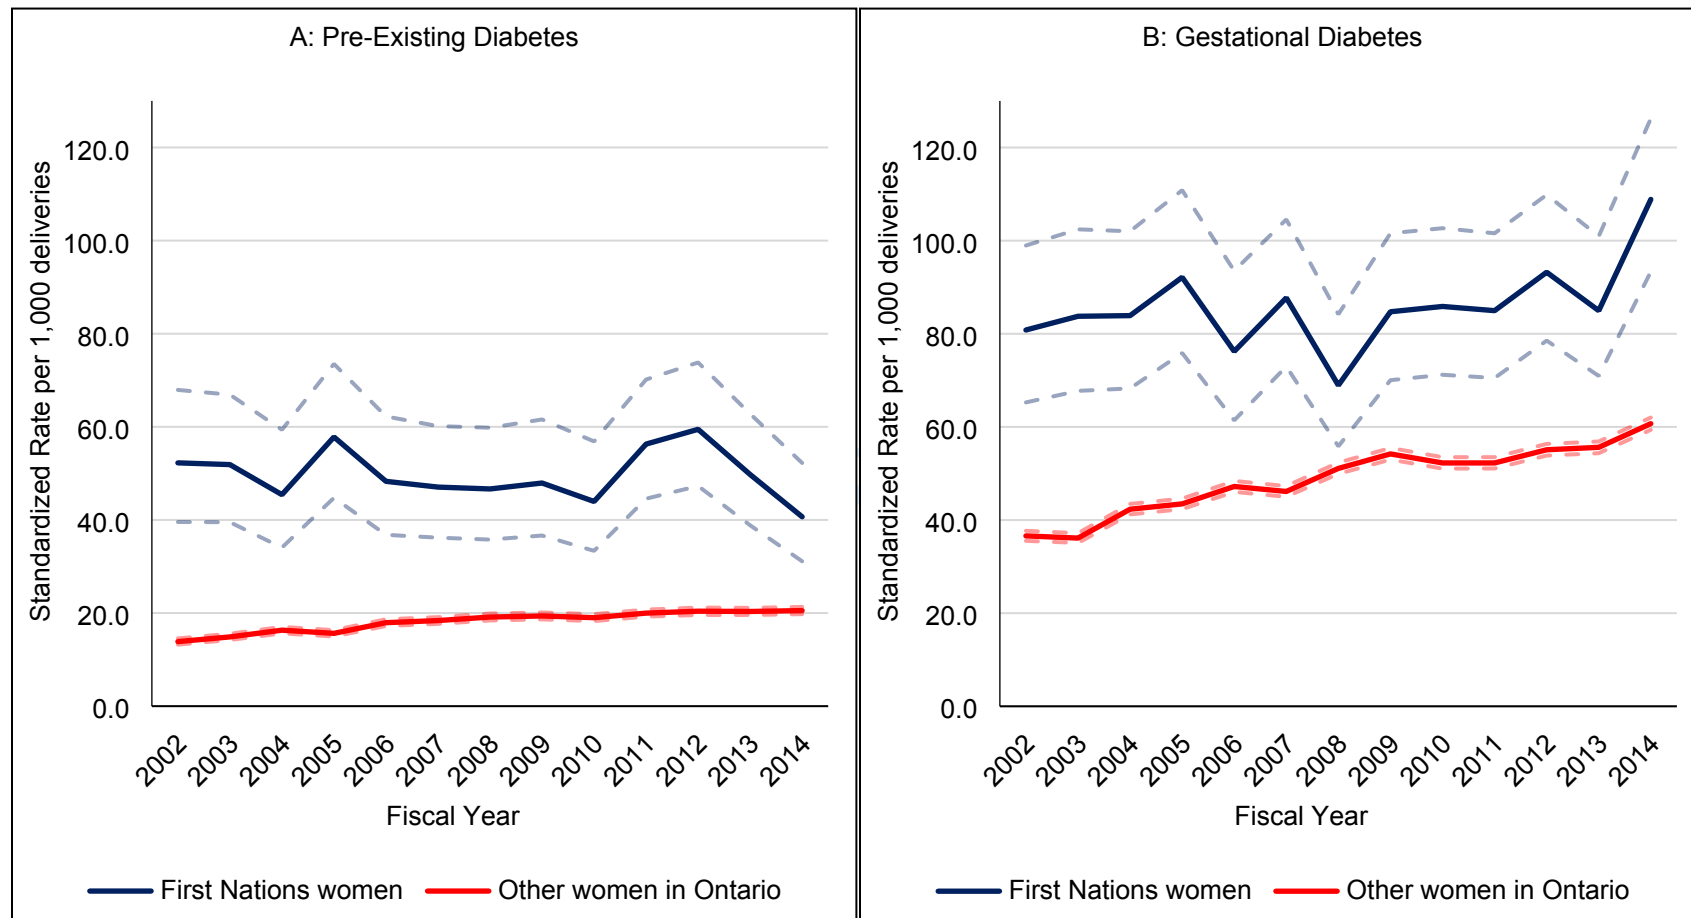 A: Pre-Existing Diabetes
Standardized Rate per 1,000 deliveries
120.0
100.0
80.0
60.0
40.0
20.0
0.0
2002 2003 2004 2005 2006 2007 2008 2009 2010 2011 2012 2013 2014
Fiscal Year
First Nations women Other women in Ontario
B: Gestational Diabetes
Standardized Rate per 1,000 deliveries
120.0
100.0
80.0
60.0
40.0
20.0
0.0
2002 2003 2004 2005 2006 2007 2008 2009 2010 2011 2012 2013 2014
Fiscal Year
First Nations women Other women in Ontario